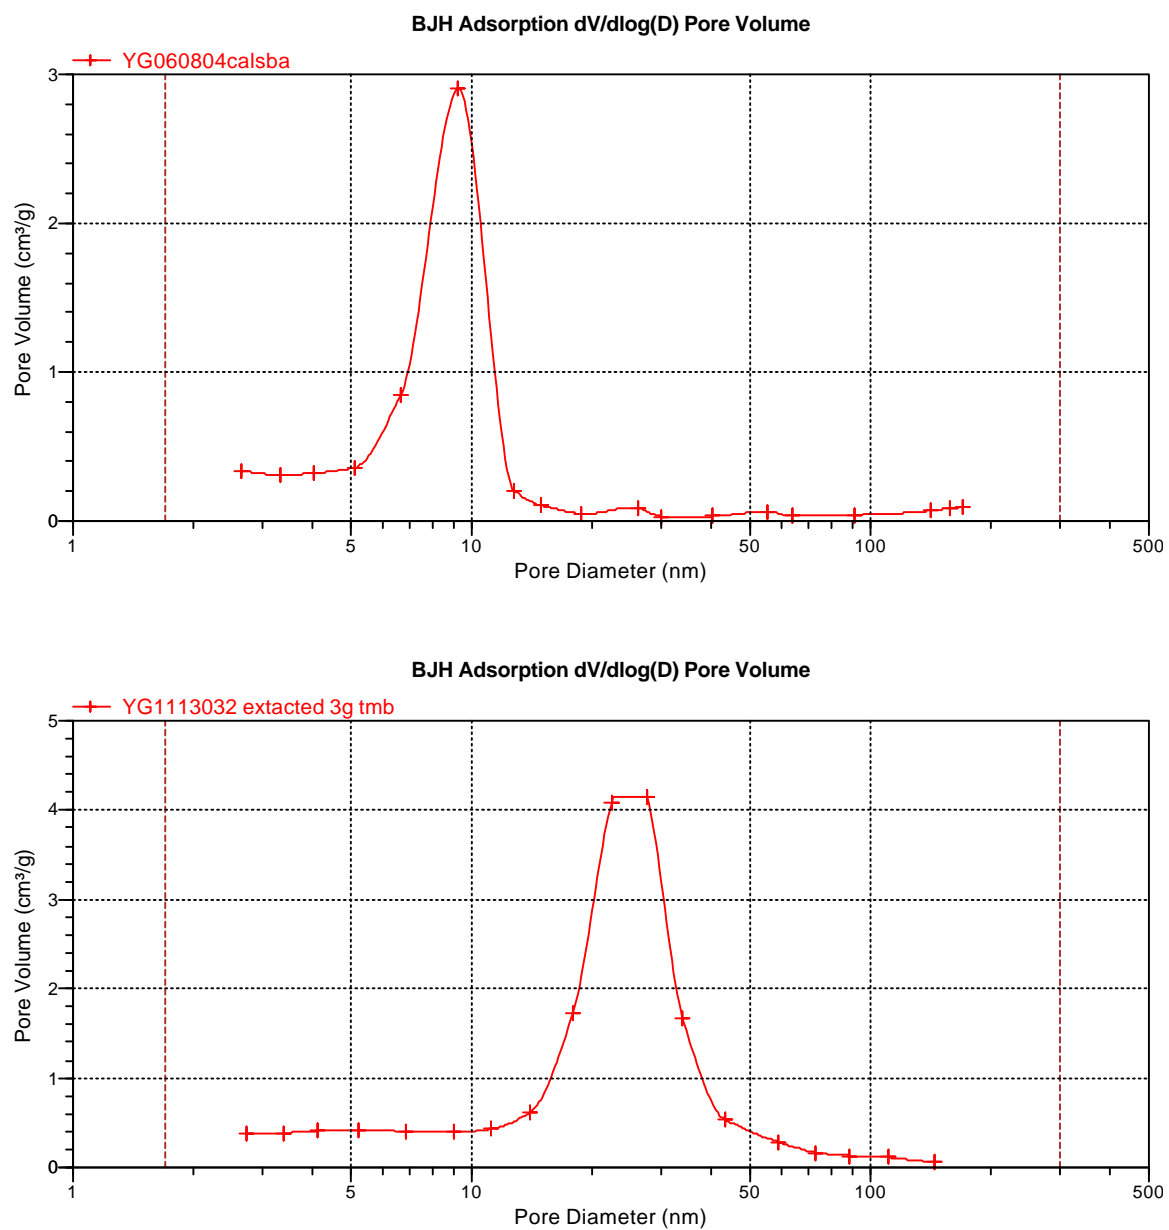 BJH Adsorption dV/dlog(D) Pore Volume
YG060804calsba
3
2
1
0
Pore Volume (cm³/g)
1 5 10 50 100 500
Pore Diameter (nm)
BJH Adsorption dV/dlog(D) Pore Volume
YG1113032 extacted 3g tmb
5
4
3
2
1
0
Pore Volume (cm³/g)
1 5 10 50 100 500
Pore Diameter (nm)